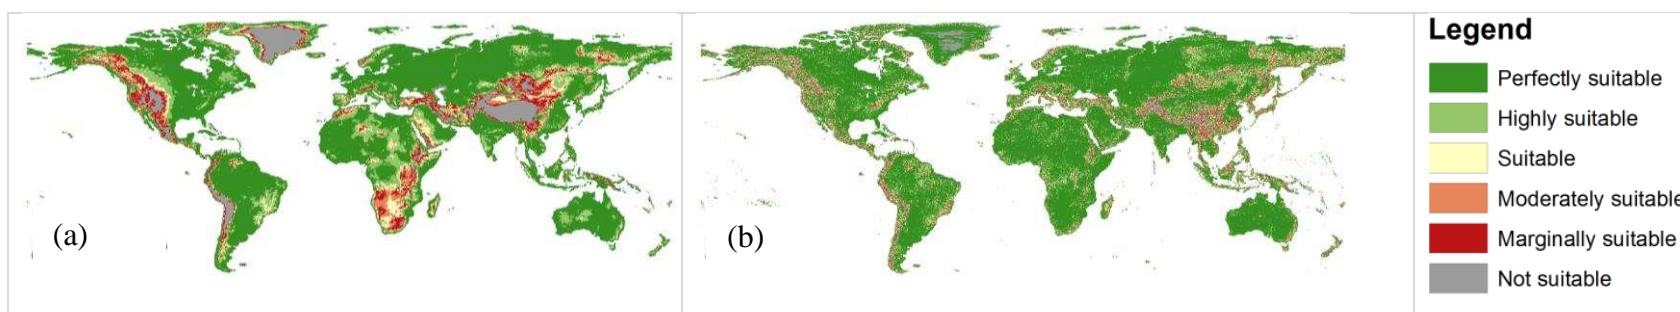 (a)
(b)
Legend
Perfectly suitable
Highly suitable
Suitable
Moderately suitable
Marginally suitable
Not suitable